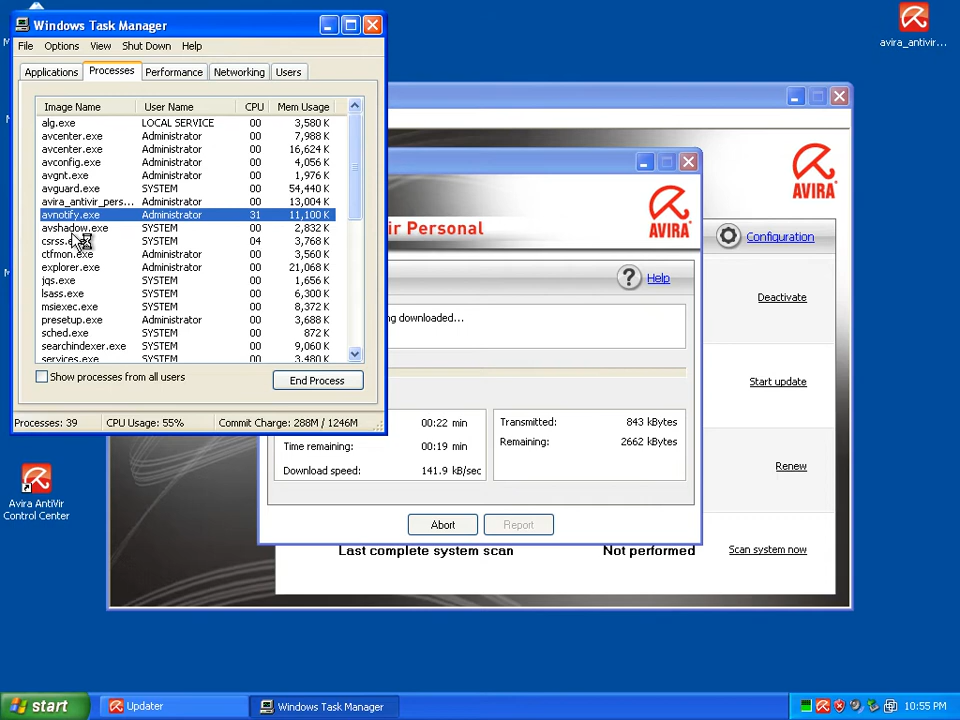 Windows Task Manager
File Options View Shut Down Help
Applications Processes Performance Networking Users
Image Name User Name CPU Mem Usage
alg.exe LOCAL SERVICE 00 3,580 K
avcenter.exe Administrator 00 7,988 K
avcenter.exe Administrator 00 16,624 K
avconfig.exe Administrator 00 4,056 K
avgnt.exe Administrator 00 1,976 K
avguard.exe SYSTEM 00 54,440 K
avira_antivir_pers... Administrator 00 13,004 K
avnotify.exe Administrator 31 11,100 K
avshadow.exe SYSTEM 00 2,832 K
SYSTEM 04 3,768 K
ctfmon.exe Administrator 00 3,560 K
explorer.exe Administrator 00 21,068 K
jqs.exe SYSTEM 00 1,656 K
lsass.exe SYSTEM 00 6,300 K
msiexec.exe SYSTEM 00 8,372 K
presetup.exe Administrator 00 3,688 K
sched.exe SYSTEM 00 872 K
searchindexer.exe SYSTEM 00 9,060 K
services.exe SYSTEM 00 3,480 K
Show processes from all users End Process
Processes: 39 CPU Usage: 55% Commit Charge: 288M / 1246M
avira_antivir...
AVIRA
AVIRA
ir Personal
Configuration
? Help
Deactivate
ng downloaded...
Start update
00:22 min
Time remaining: 00:19 min
Download speed: 141.9 kB/sec
Transmitted: 843 kBytes
Remaining: 2662 kBytes
Renew
Abort Report
Last complete system scan Not performed Scan system now
Avira AntiVir
Control Center
start Updater Windows Task Manager 10:55 PM